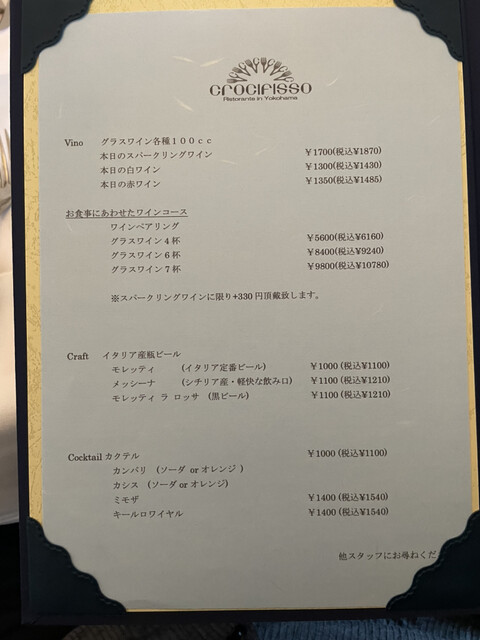 CROCIFISSO
Ristorante in Yokohama
Vino グラスワイン各種１００ｃｃ
本日のスパークリングワイン ￥1700(税込¥1870)
本日の白ワイン ￥1300(税込¥1430)
本日の赤ワイン ￥1350(税込¥1485)
お食事にあわせたワインコース
ワインペアリング
グラスワイン４杯 ￥5600(税込¥6160)
グラスワイン６杯 ￥8400(税込¥9240)
グラスワイン７杯 ￥9800(税込¥10780)
※スパークリングワインに限り+330 円頂戴致します。
Craft イタリア産瓶ビール
モレッティ (イタリア定番ビール) ￥1000 (税込¥1100)
メッシーナ (シチリア産・軽快な飲み口) ￥1100 (税込¥1210)
モレッティ ラ ロッサ (黒ビール) ￥1100 (税込¥1210)
Cocktail カクテル ￥1000 (税込¥1100)
カンパリ (ソーダ or オレンジ )
カシス (ソーダ or オレンジ)
ミモザ ￥1400 (税込¥1540)
キールロワイヤル ￥1400 (税込¥1540)
他スタッフにお尋ねくだ